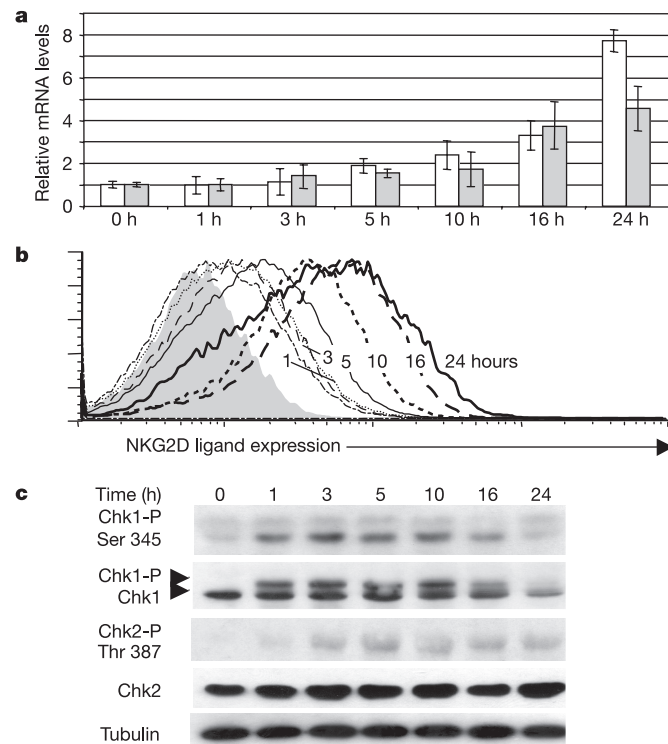 a
Relative mRNA levels
8
6
4
2
0
0 h 1 h 3 h 5 h 10 h 16 h 24 h
b
1 3 5 10 16 24 hours
NKG2D ligand expression
c
Time (h) 0 1 3 5 10 16 24
Chk1-P
Ser 345
Chk1-P
Chk1
Chk2-P
Thr 387
Chk2
Tubulin